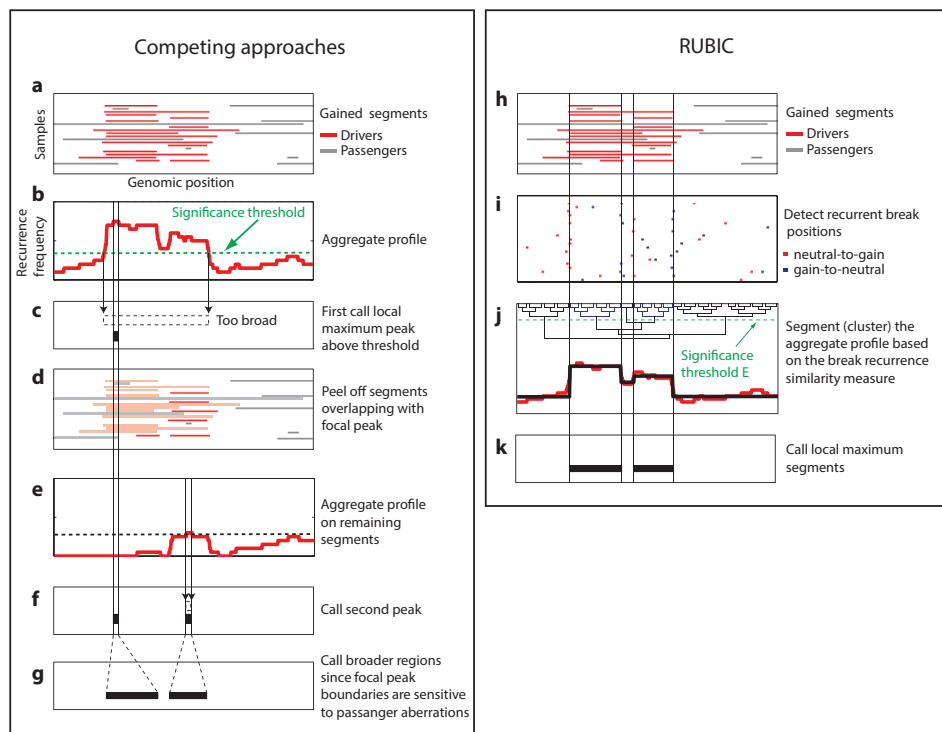 Competing approaches
a
Samples
Gained segments
Drivers
Passengers
Genomic position
b
Recurrence
frequency
Significance threshold
Aggregate profile
c
Too broad
First call local
maximum peak
above threshold
d
Peel off segments
overlapping with
focal peak
e
Aggregate profile
on remaining
segments
f
Call second peak
g
Call broader regions
since focal peak
boundaries are sensitive
to passanger aberrations
RUBIC
h
Gained segments
Drivers
Passengers
i
Detect recurrent break
positions
neutral-to-gain
gain-to-neutral
j
Significance
threshold E
Segment (cluster) the
aggregate profile based
on the break recurrence
similarity measure
k
Call local maximum
segments